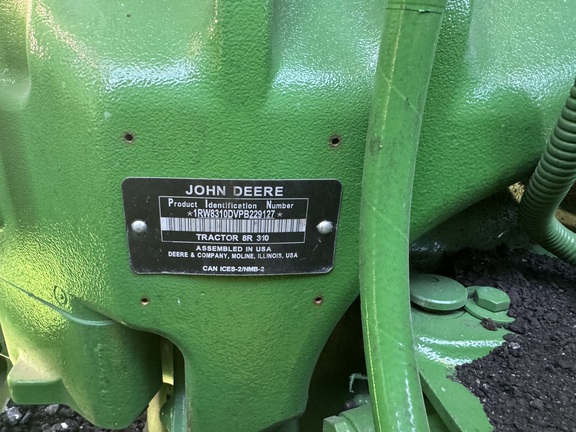 JOHN DEERE
Product Identification Number
*1RW8310DVPB229127*
TRACTOR 8R 310
ASSEMBLED IN USA
DEERE & COMPANY, MOLINE, ILLINOIS, USA
CAN ICES-2/NMB-2